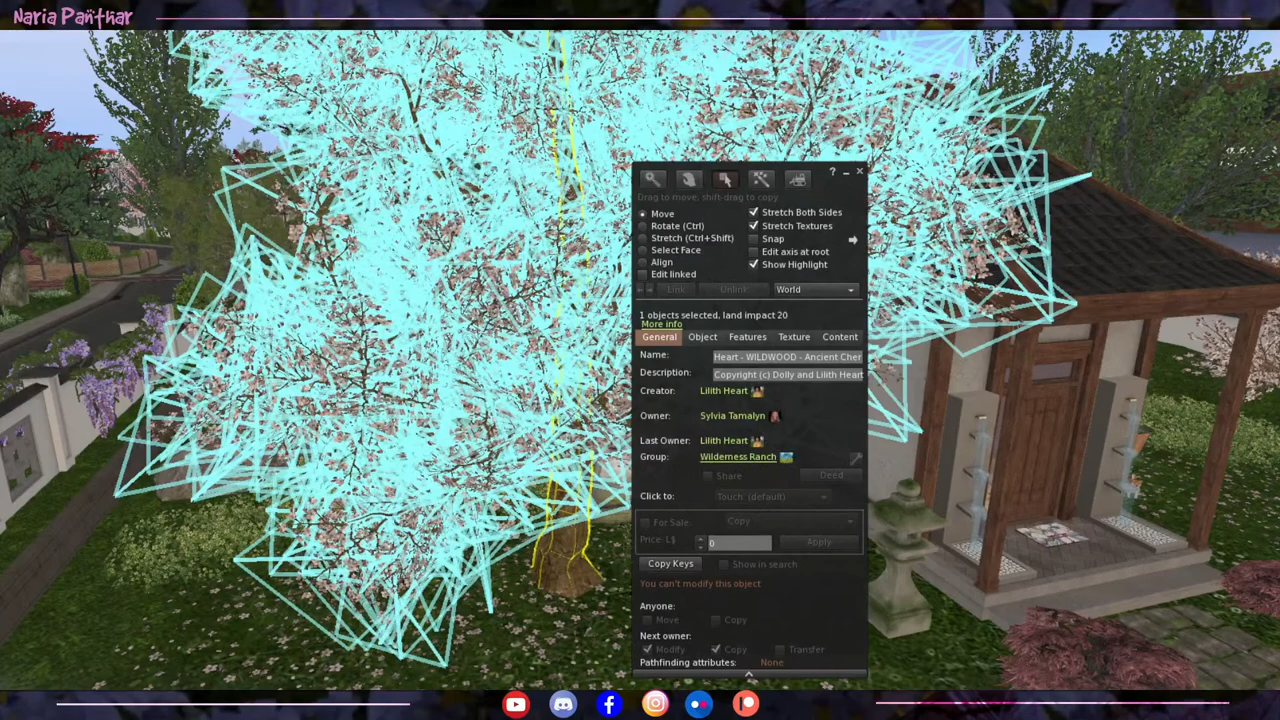 Naria Panthar
?
Drag to move, shift-drag to copy
Move
Rotate (Ctrl)
Stretch (Ctrl+Shift)
Select Face
Align
Edit linked
Stretch Both Sides
Stretch Textures
Snap
Edit axis at root
Show Highlight
Link
Unlink
World
1 objects selected, land impact 20
More info
General Object Features Texture Content
Name: Heart - WILDWOOD - Ancient Cher
Description: Copyright (c) Dolly and Lilith Heart
Creator: Lilith Heart
Owner: Sylvia Tamalyn
Last Owner: Lilith Heart
Group: Wilderness Ranch
Share Deed
Click to: Touch (default)
For Sale: Copy
Price: L$ 0 Apply
Copy Keys Show in search
You can't modify this object
Anyone:
Move Copy
Next owner:
Modify Copy Transfer
Pathfinding attributes: None